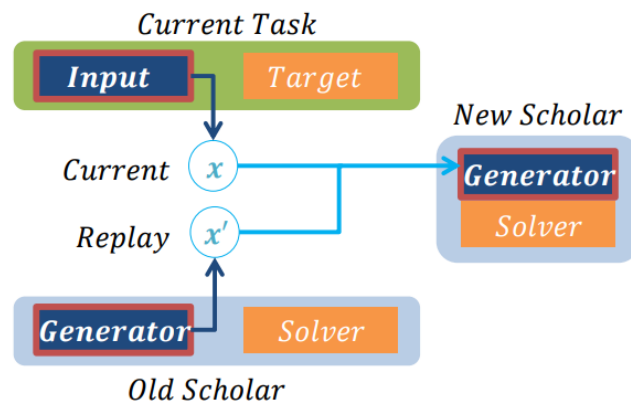 Current Task
Input
Target
New Scholar
Current
x
Generator
Solver
Replay
x'
Generator
Solver
Old Scholar